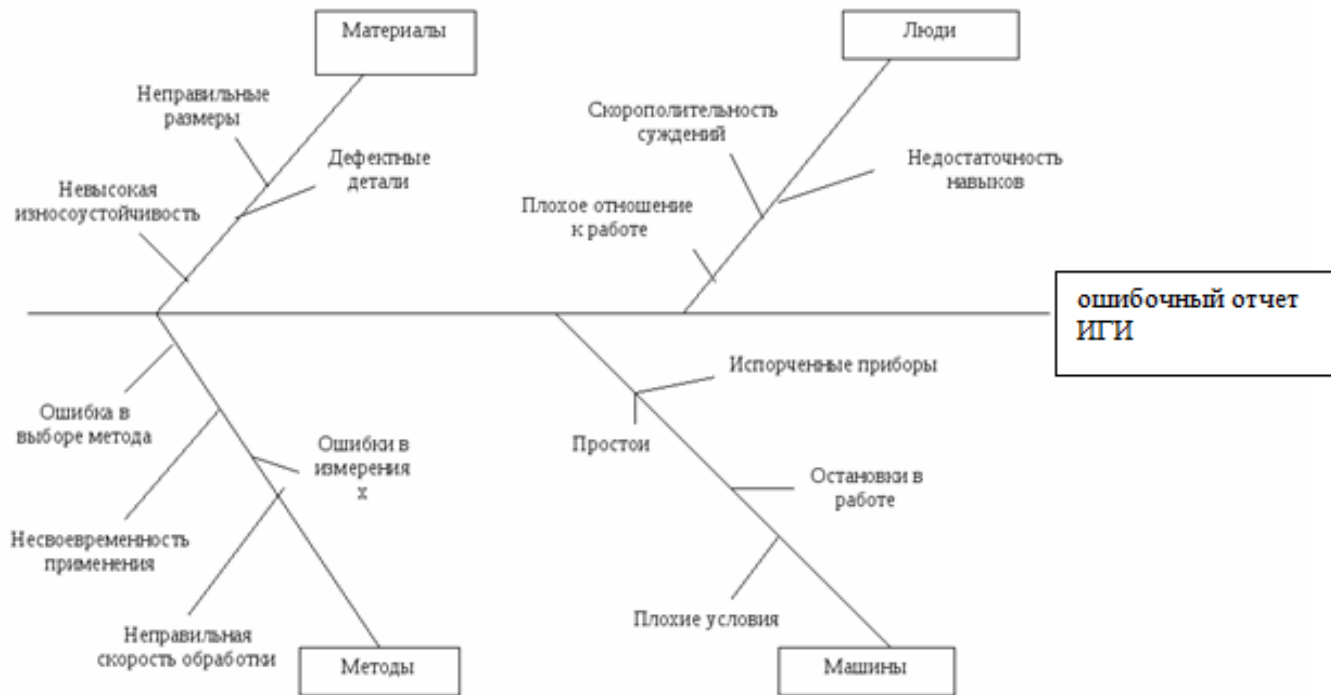 Материалы
Люди
Неправильные
размеры
Скорополительность
суждений
Дефектные
детали
Недостаточность
навыков
Невысокая
износоустойчивость
Плохое отношение
к работе
ошибочный отчет
ИГИ
Испорченные приборы
Ошибка в
выборе метода
Ошибки в
измерения
х
Простои
Остановки в
работе
Несвоевременность
применения
Плохие условия
Неправильная
скорость обработки
Методы
Машины